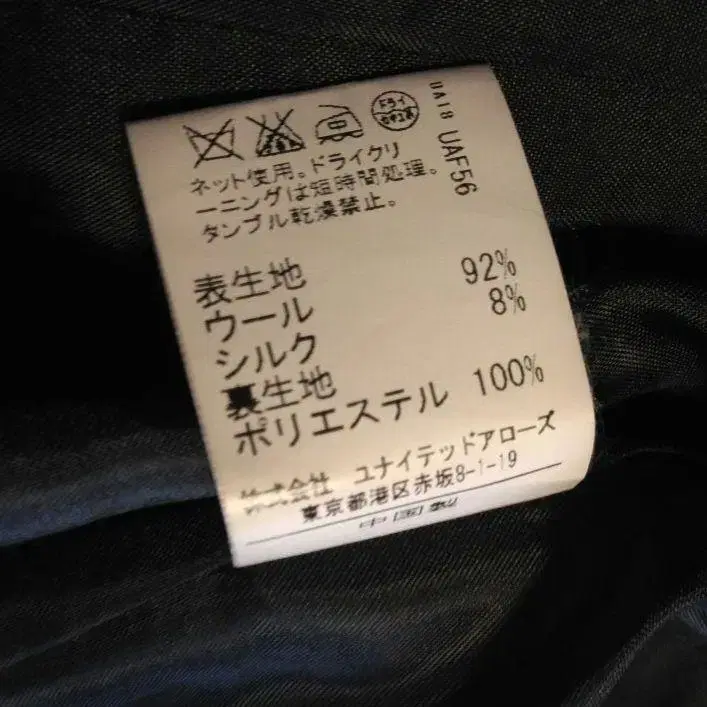 中
ドライ
セキユ系
UA18 UAF56
ネット使用。ドライクリ
ーニングは短時間処理。
タンブル乾燥禁止。
表生地
ウール 92%
シルク 8%
裏生地
ポリエステル 100%
株式会社 ユナイテッドアローズ
東京都港区赤坂8-1-19
中国製